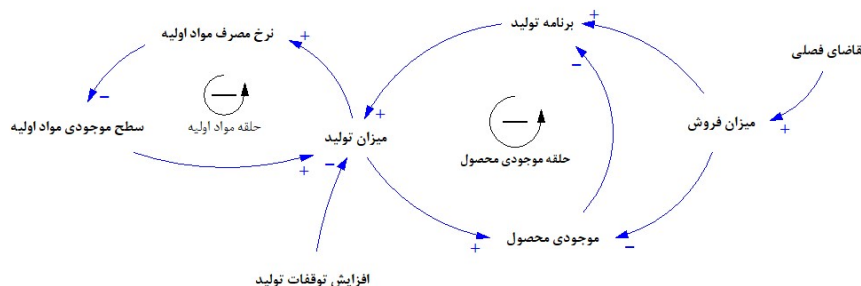 برنامه تولید
نرخ مصرف مواد اولیه
قاضای فصلی
حلقه مواد اولیه
سطح موجودی مواد اولیه
میزان فروش
میزان تولید
حلقه موجودی محصول
موجودی محصول
افزایش توقفات تولید